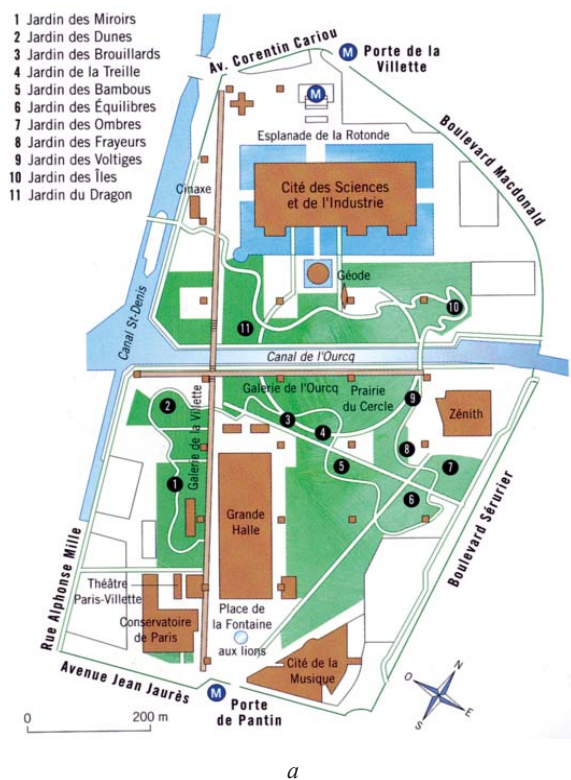 1 Jardin des Miroirs
2 Jardin des Dunes
3 Jardin des Brouillards
4 Jardin de la Treille
5 Jardin des Bambous
6 Jardin des Équilibres
7 Jardin des Ombres
8 Jardin des Frayeurs
9 Jardin des Voltiges
10 Jardin des Îles
11 Jardin du Dragon
Av. Corentin Cariou
M
Porte de la
Villette
M
Boulevard Macdonald
Esplanade de la Rotonde
Cinaxe
Cité des Sciences
et de l'Industrie
Géode
10
11
Canal St-Denis
Canal de l'Ourcq
Galerie de l'Ourcq
Prairie
du Cercle
9
Zénith
2
3
4
Galerie de la Villette
5
8
7
6
1
Grande
Halle
Boulevard Sérurier
Rue Alphonse Mille
Théâtre
Paris-Villette
Conservatoire
de Paris
Place de
la Fontaine
aux lions
Cité de la
Musique
Avenue Jean Jaurès
M
Porte
de Pantin
N
O
E
S
0
200 m
a